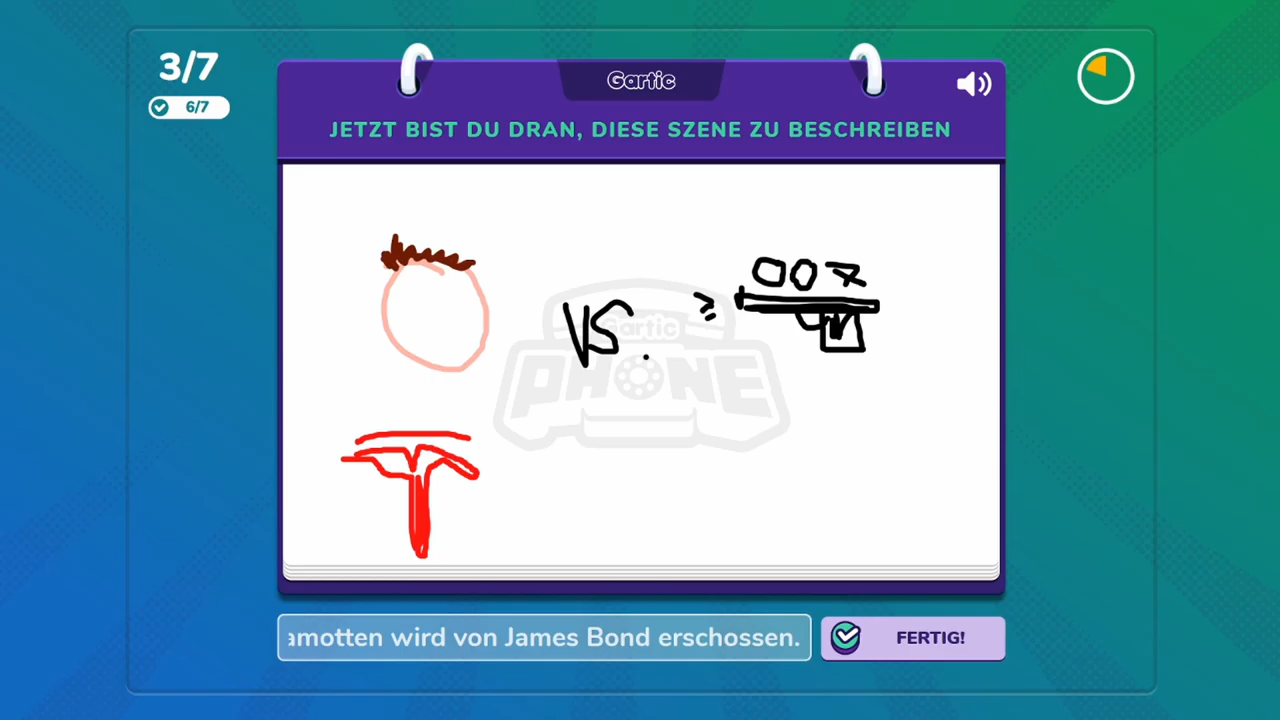 3/7
6/7
Gartic
JETZT BIST DU DRAN, DIESE SZENE ZU BESCHREIBEN
007
VS.
Gartic
PHONE
T
amotten wird von James Bond erschossen.
FERTIG!